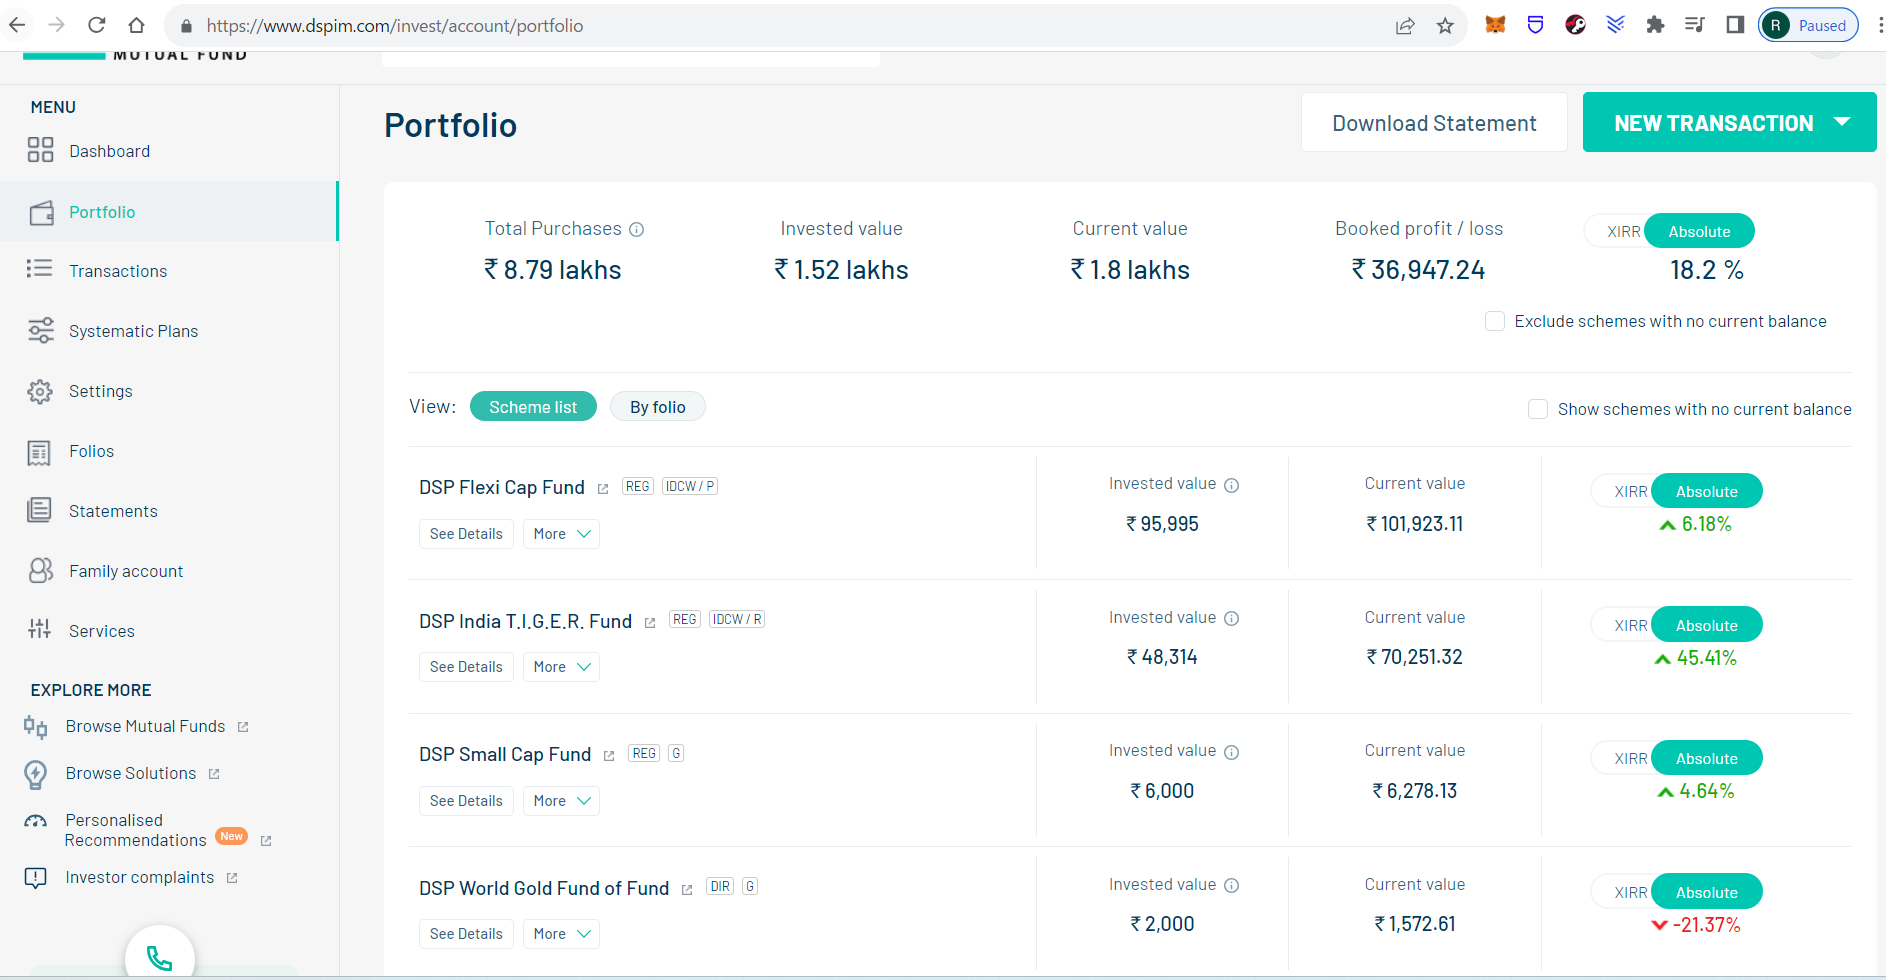 https://www.dspim.com/invest/account/portfolio
R Paused
MUTUAL FUND
MENU
Dashboard
Portfolio
Transactions
Systematic Plans
Settings
Folios
Statements
Family account
Services
EXPLORE MORE
Browse Mutual Funds
Browse Solutions
Personalised
Recommendations New
Investor complaints
Portfolio
Download Statement
NEW TRANSACTION
Total Purchases
₹ 8.79 lakhs
Invested value
₹ 1.52 lakhs
Current value
₹ 1.8 lakhs
Booked profit / loss
₹ 36,947.24
XIRR Absolute
18.2 %
Exclude schemes with no current balance
View: Scheme list By folio
Show schemes with no current balance
DSP Flexi Cap Fund REG IDCW / P
See Details More
Invested value
₹ 95,995
Current value
₹ 101,923.11
XIRR Absolute
6.18%
DSP India T.I.G.E.R. Fund REG IDCW / R
See Details More
Invested value
₹ 48,314
Current value
₹ 70,251.32
XIRR Absolute
45.41%
DSP Small Cap Fund REG G
See Details More
Invested value
₹ 6,000
Current value
₹ 6,278.13
XIRR Absolute
4.64%
DSP World Gold Fund of Fund DIR G
See Details More
Invested value
₹ 2,000
Current value
₹ 1,572.61
XIRR Absolute
-21.37%